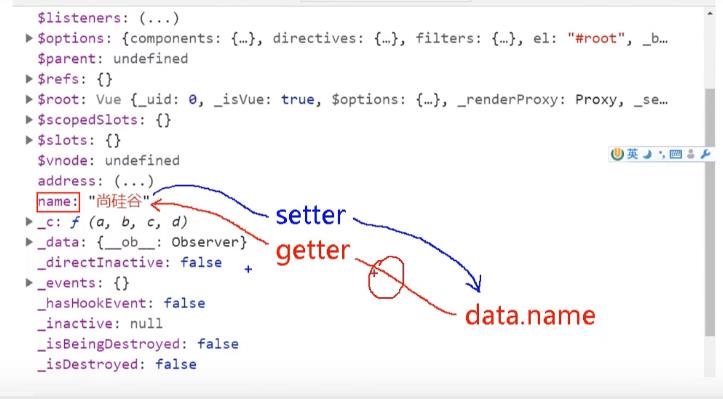 $listeners: (...)
$options: {components: {…}, directives: {…}, filters: {…}, el: "#root", _b…
$parent: undefined
$refs: {}
$root: Vue {_uid: 0, _isVue: true, $options: {…}, _renderProxy: Proxy, _se…
$scopedSlots: {}
$slots: {}
$vnode: undefined
英
address: (...)
name: "尚硅谷"
setter
_c: ƒ (a, b, c, d)
_data: {__ob__: Observer}
getter
_directInactive: false
_events: {}
_hasHookEvent: false
data.name
_inactive: null
_isBeingDestroyed: false
_isDestroyed: false